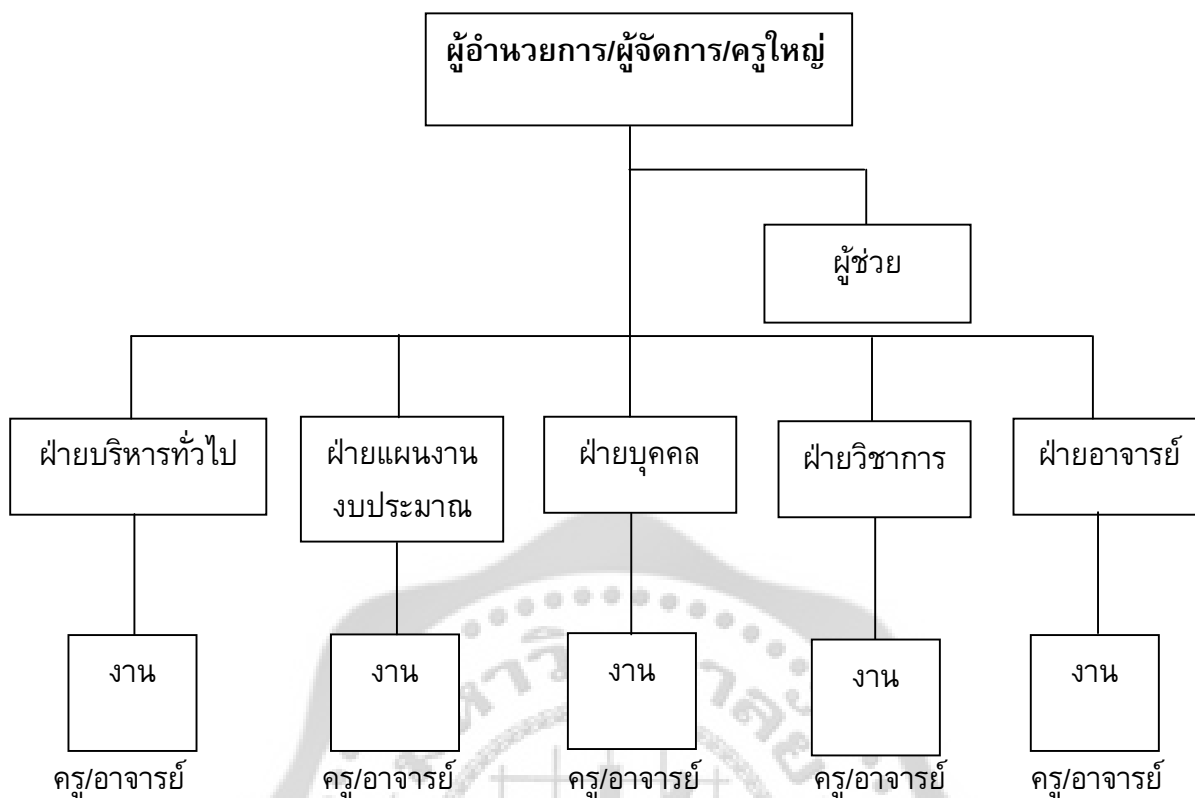 ผู้อำนวยการ/ผู้จัดการ/ครูใหญ่
ผู้ช่วย
ฝ่ายบริหารทั่วไป
ฝ่ายแผนงาน
งบประมาณ
ฝ่ายบุคคล
ฝ่ายวิชาการ
ฝ่ายอาจารย์
งาน
งาน
งาน
งาน
งาน
ครู/อาจารย์
ครู/อาจารย์
ครู/อาจารย์
ครู/อาจารย์
ครู/อาจารย์